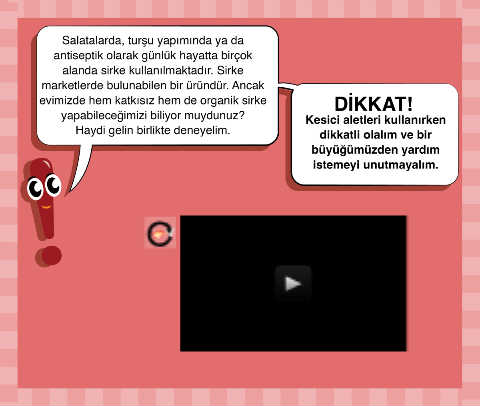 Salatalarda, turşu yapımında ya da
antiseptik olarak günlük hayatta birçok
alanda sirke kullanılmaktadır. Sirke
marketlerde bulunabilen bir üründür. Ancak
evimizde hem katkısız hem de organik sirke
yapabileceğimizi biliyor muydunuz?
Haydi gelin birlikte deneyelim.
DİKKAT!
Kesici aletleri kullanırken
dikkatli olalım ve bir
büyüğümüzden yardım
istemeyi unutmayalım.